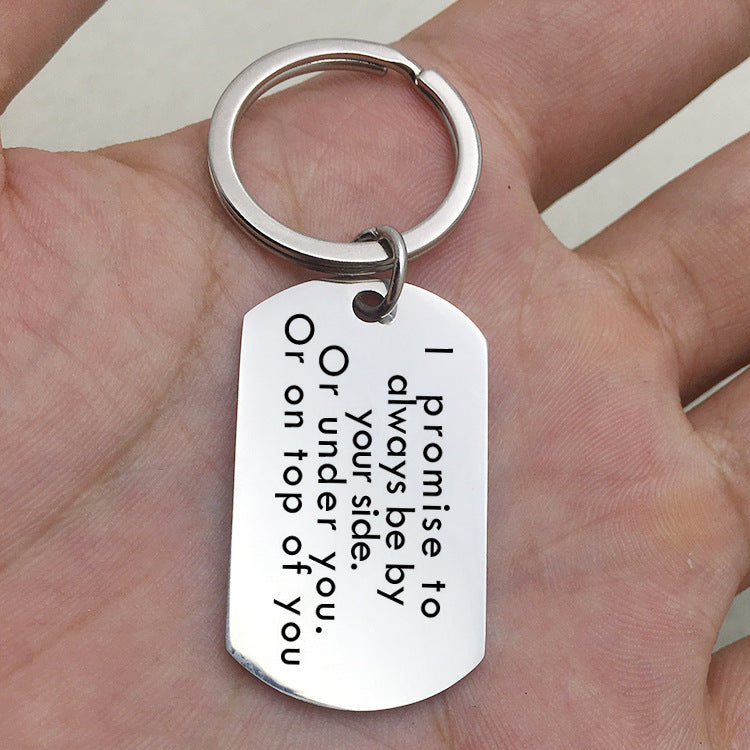 I promise to
always be by
your side.
Or under you.
Or on top of you